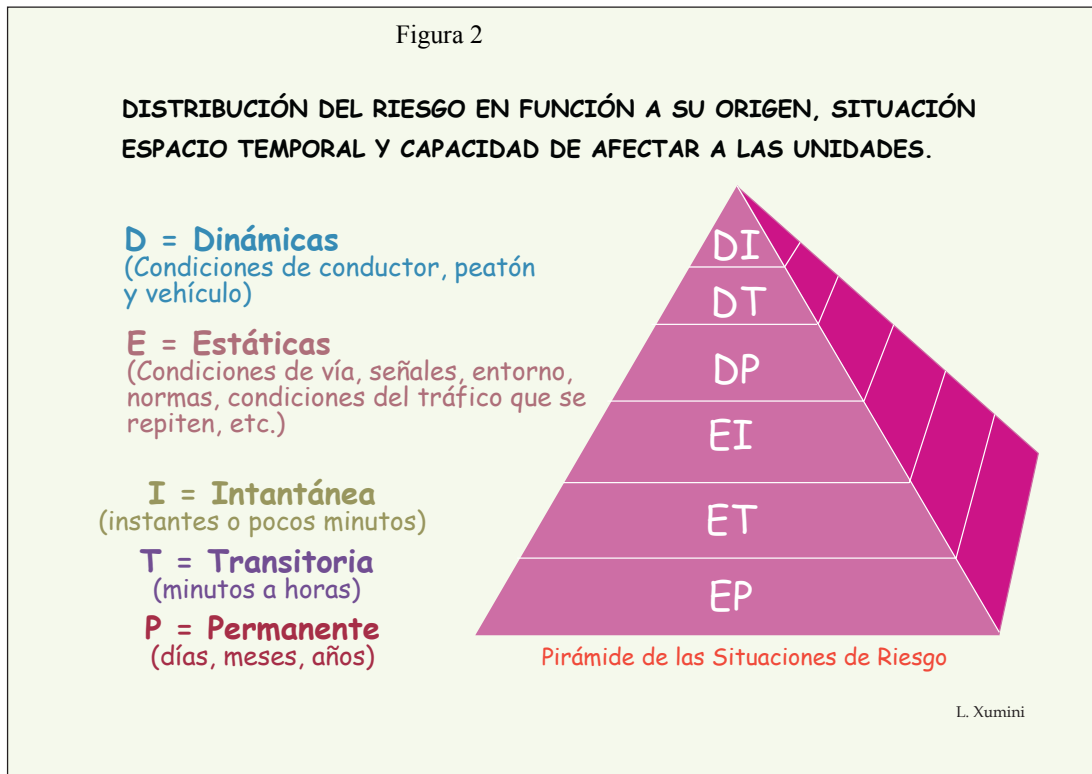 Figura 2
DISTRIBUCIÓN DEL RIESGO EN FUNCIÓN A SU ORIGEN, SITUACIÓN
ESPACIO TEMPORAL Y CAPACIDAD DE AFECTAR A LAS UNIDADES.
D = Dinámicas
(Condiciones de conductor, peatón
y vehículo)
E = Estáticas
(Condiciones de vía, señales, entorno,
normas, condiciones del tráfico que se
repiten, etc.)
I = Intantánea
(instantes o pocos minutos)
T = Transitoria
(minutos a horas)
P = Permanente
(días, meses, años)
DI
DT
DP
EI
ET
EP
Pirámide de las Situaciones de Riesgo
L. Xumini